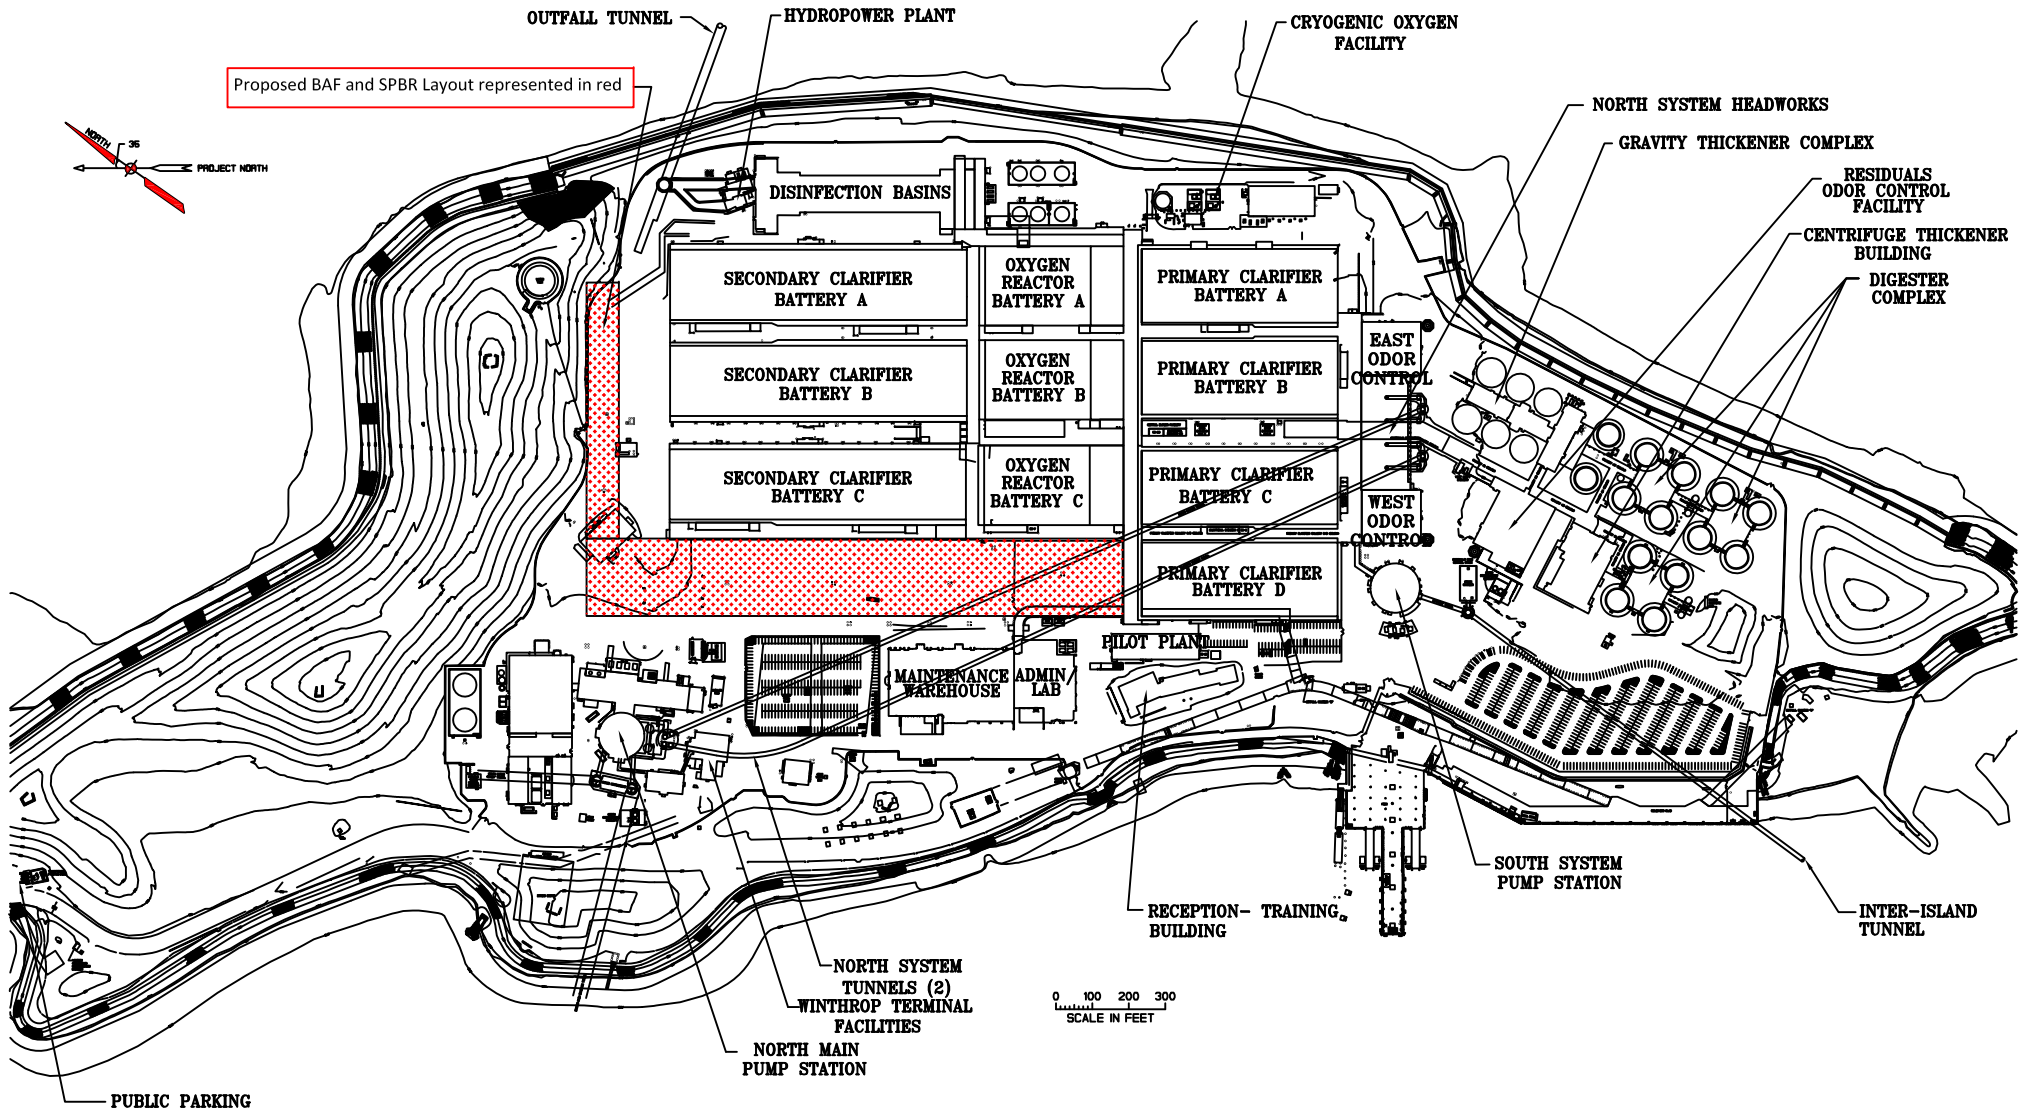 OUTFALL TUNNEL
HYDROPOWER PLANT
CRYOGENIC OXYGEN
FACILITY
Proposed BAF and SPBR Layout represented in red
NORTH SYSTEM HEADWORKS
GRAVITY THICKENER COMPLEX
NORTH
35
PROJECT NORTH
RESIDUALS
ODOR CONTROL
FACILITY
DISINFECTION BASINS
CENTRIFUGE THICKENER
BUILDING
DIGESTER
COMPLEX
SECONDARY CLARIFIER
BATTERY A
OXYGEN
REACTOR
BATTERY A
PRIMARY CLARIFIER
BATTERY A
EAST
ODOR
CONTROL
SECONDARY CLARIFIER
BATTERY B
OXYGEN
REACTOR
BATTERY B
PRIMARY CLARIFIER
BATTERY B
SECONDARY CLARIFIER
BATTERY C
OXYGEN
REACTOR
BATTERY C
PRIMARY CLARIFIER
BATTERY C
WEST
ODOR
CONTROL
PRIMARY CLARIFIER
BATTERY D
PILOT PLANT
MAINTENANCE
WAREHOUSE
ADMIN/
LAB
SOUTH SYSTEM
PUMP STATION
RECEPTION- TRAINING
BUILDING
INTER-ISLAND
TUNNEL
NORTH SYSTEM
TUNNELS (2)
WINTHROP TERMINAL
FACILITIES
0 100 200 300
SCALE IN FEET
NORTH MAIN
PUMP STATION
PUBLIC PARKING